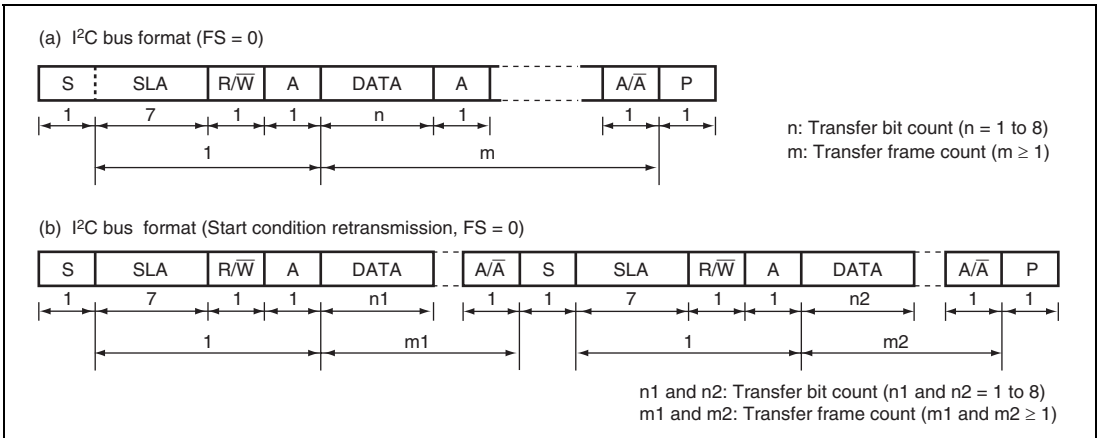 (a) I²C bus format (FS = 0)
S SLA R/W̅ A DATA A A/A̅ P
1 7 1 1 n 1 1 1
1 m
n: Transfer bit count (n = 1 to 8)
m: Transfer frame count (m ≥ 1)
(b) I²C bus format (Start condition retransmission, FS = 0)
S SLA R/W̅ A DATA A/A̅ S SLA R/W̅ A DATA A/A̅ P
1 7 1 1 n1 1 1 7 1 1 n2 1 1
1 m1 1 m2
n1 and n2: Transfer bit count (n1 and n2 = 1 to 8)
m1 and m2: Transfer frame count (m1 and m2 ≥ 1)